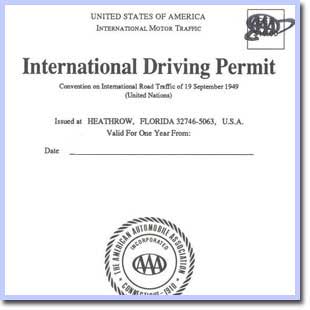 UNITED STATES OF AMERICA
INTERNATIONAL MOTOR TRAFFIC
AAA
International Driving Permit
Convention on International Road Traffic of 19 September 1949
(United Nations)
Issued at HEATHROW, FLORIDA 32746-5063, U.S.A.
Valid For One Year From:
Date
THE AMERICAN AUTOMOBILE ASSOCIATION
INCORPORATED
AAA
CONNECTICUT-1910